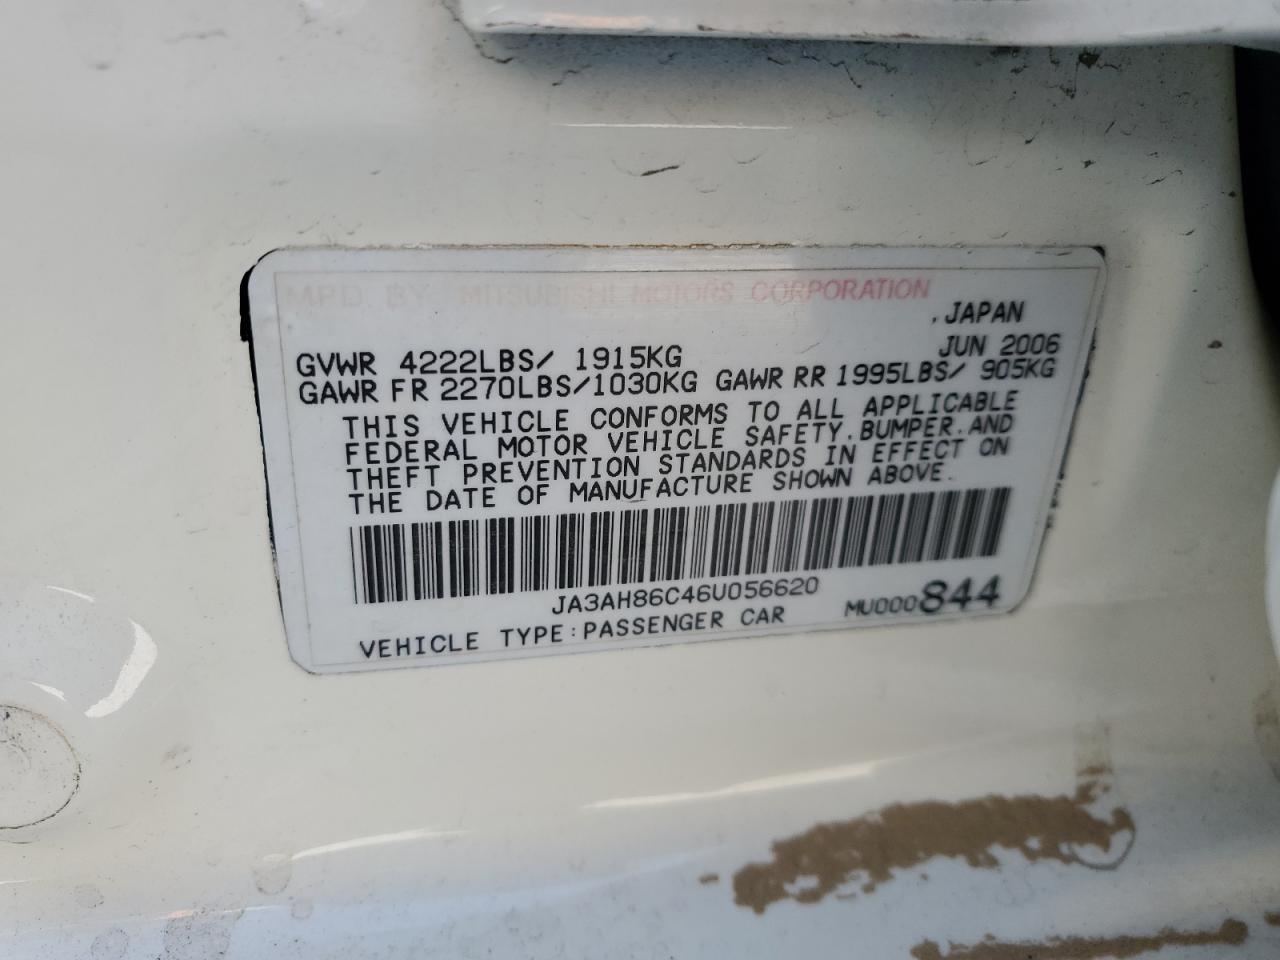 MFD BY MITSUBISHI MOTORS CORPORATION
, JAPAN
JUN 2006
GVWR 4222LBS/ 1915KG
GAWR FR 2270LBS/1030KG GAWR RR 1995LBS/ 905KG
THIS VEHICLE CONFORMS TO ALL APPLICABLE
FEDERAL MOTOR VEHICLE SAFETY, BUMPER, AND
THEFT PREVENTION STANDARDS IN EFFECT ON
THE DATE OF MANUFACTURE SHOWN ABOVE.
JA3AH86C46U056620
MU000844
VEHICLE TYPE:PASSENGER CAR